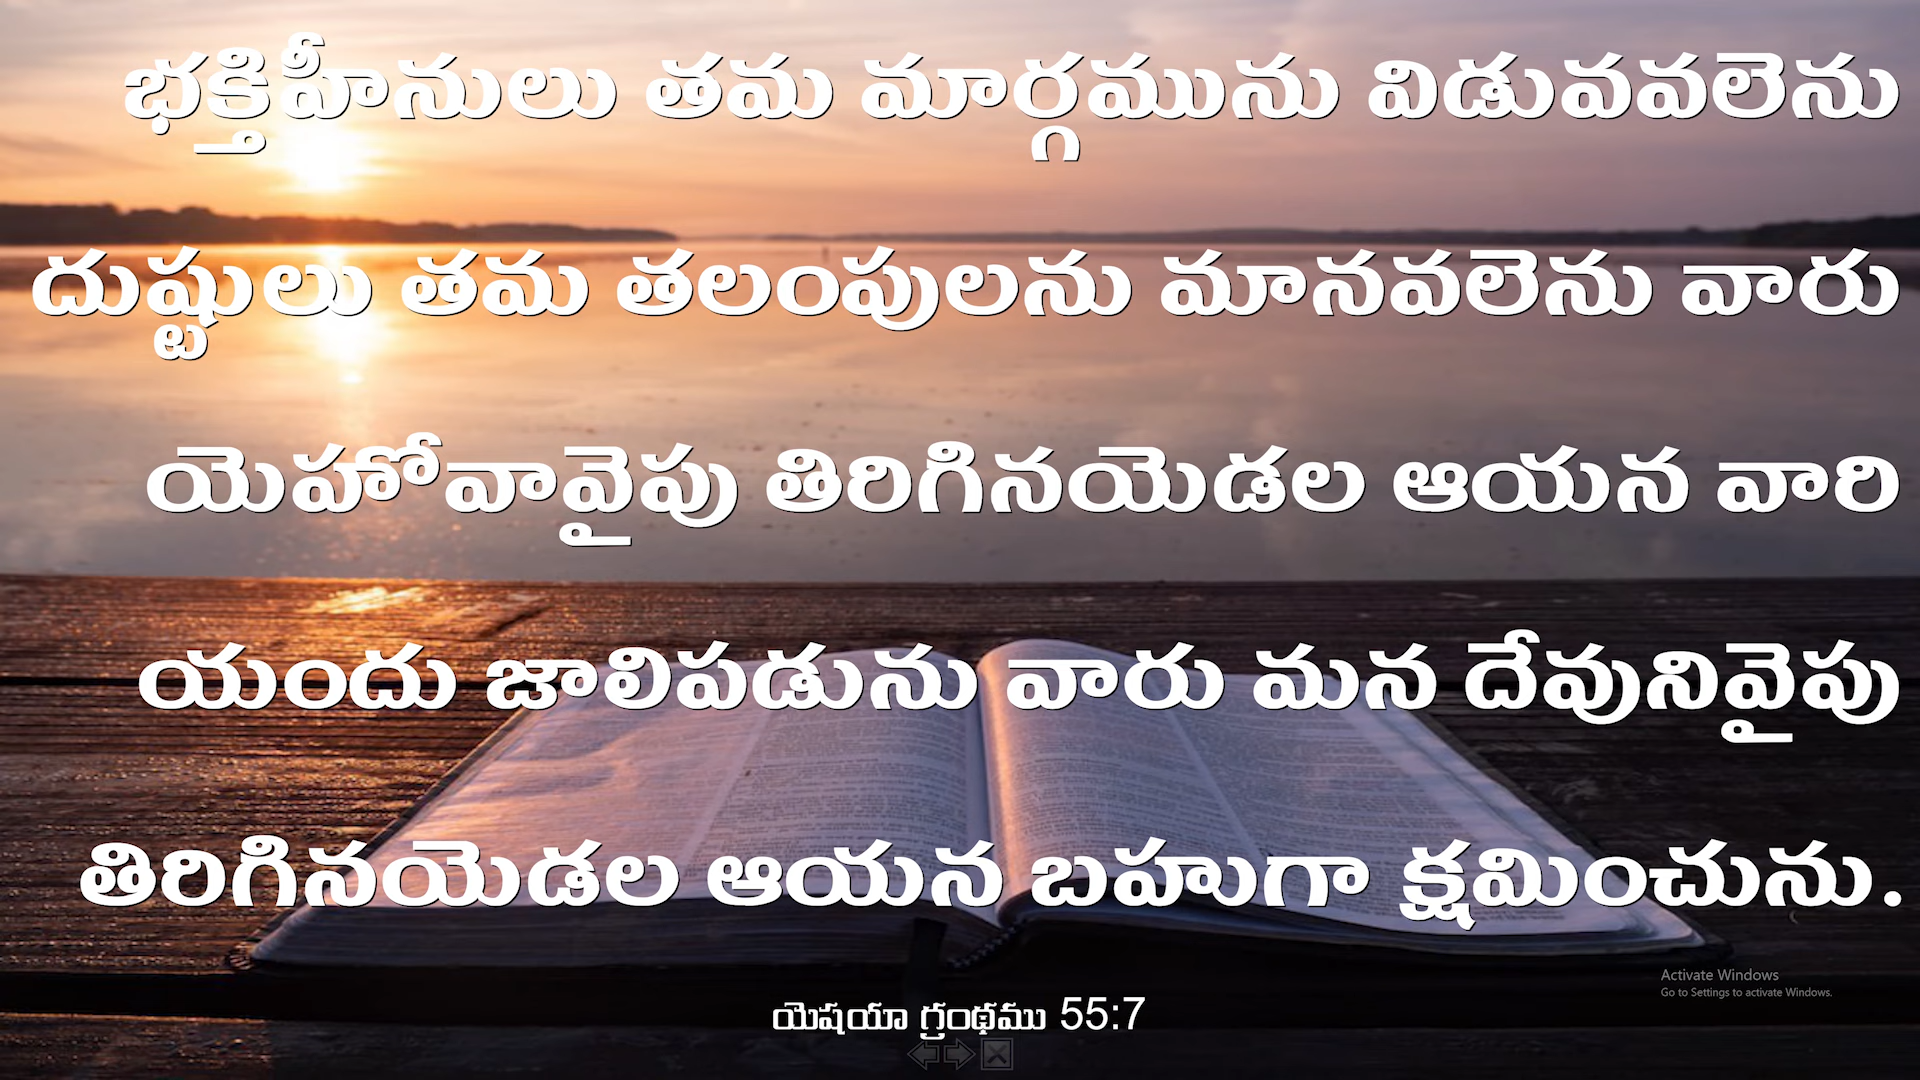 భక్తిహీనులు తమ మార్గమును విడువవలెను
దుష్టులు తమ తలంపులను మానవలెను వారు
యెహోవావైపు తిరిగినయెడల ఆయన వారి
యందు జాలిపడును వారు మన దేవునివైపు
తిరిగినయెడల ఆయన బహుగా క్షమించును.
Activate Windows
Go to Settings to activate Windows.
యెషయా గ్రంథము 55:7